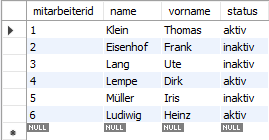 mitarbeiterid name vorname status
1 Klein Thomas aktiv
2 Eisenhof Frank inaktiv
3 Lang Ute inaktiv
4 Lempe Dirk aktiv
5 Müller Iris inaktiv
6 Ludiwig Heinz aktiv
NULL NULL NULL NULL